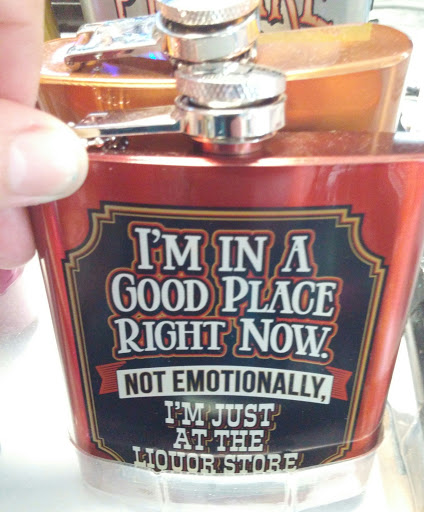 I'M IN A
GOOD PLACE
RIGHT NOW.
NOT EMOTIONALLY,
I'M JUST
AT THE
LIQUOR STORE